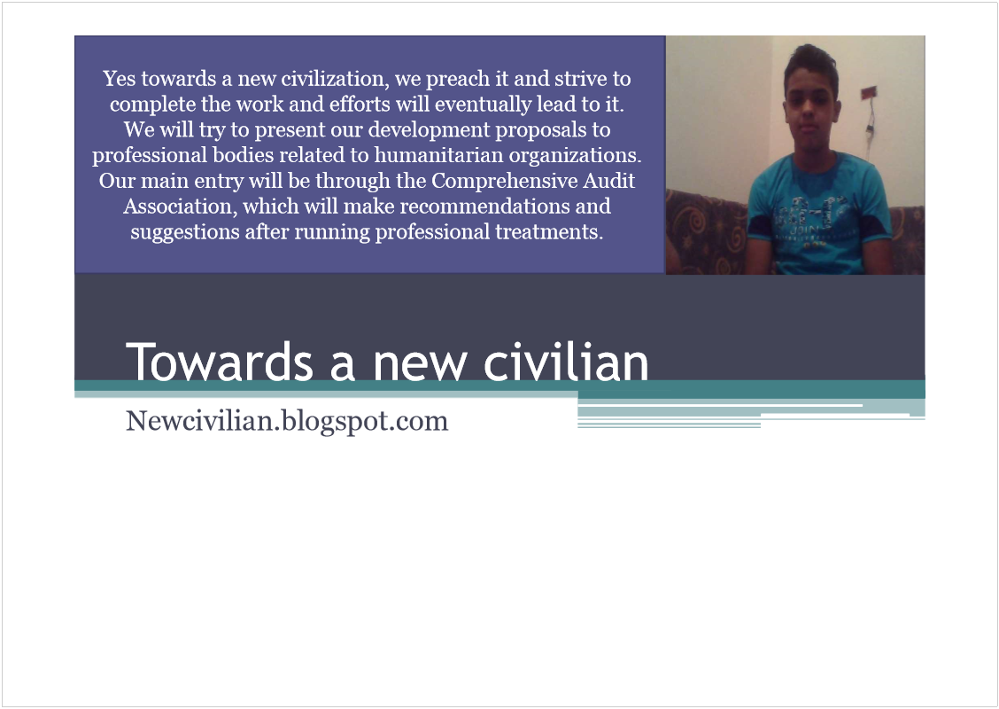 Yes towards a new civilization, we preach it and strive to
complete the work and efforts will eventually lead to it.
We will try to present our development proposals to
professional bodies related to humanitarian organizations.
Our main entry will be through the Comprehensive Audit
Association, which will make recommendations and
suggestions after running professional treatments.
JOIN
Towards a new civilian
Newcivilian.blogspot.com